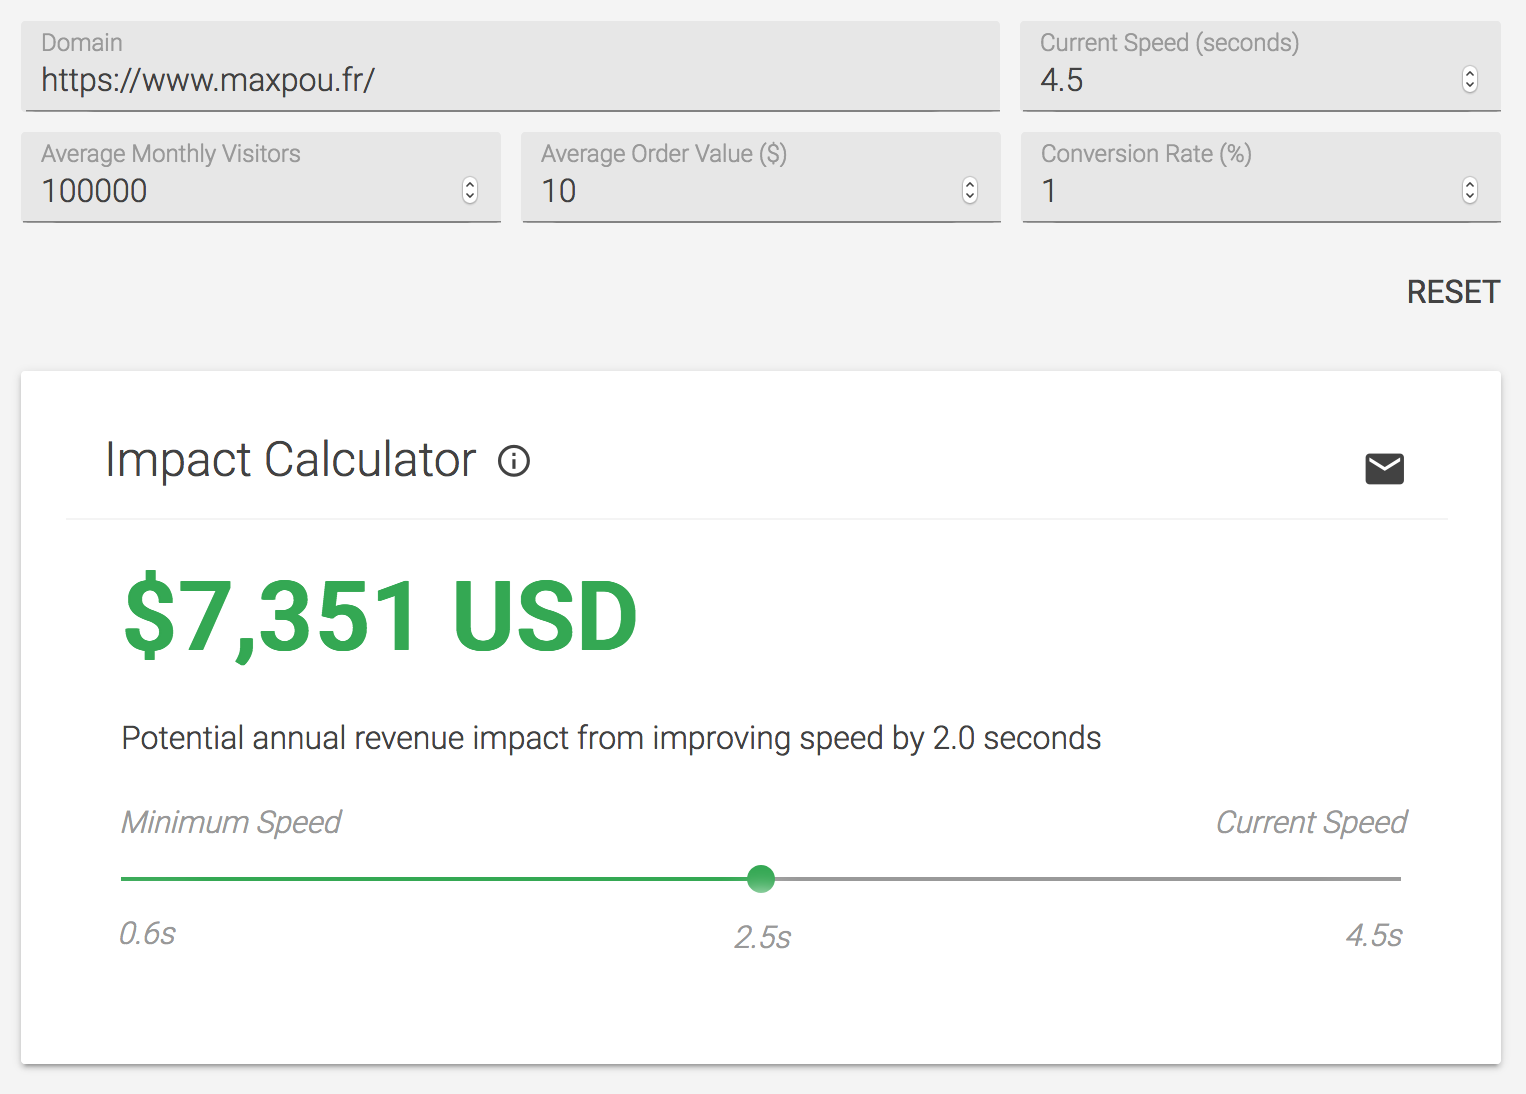 Domain
https://www.maxpou.fr/
Current Speed (seconds)
4.5
Average Monthly Visitors
100000
Average Order Value ($)
10
Conversion Rate (%)
1
RESET
Impact Calculator
$7,351 USD
Potential annual revenue impact from improving speed by 2.0 seconds
Minimum Speed
Current Speed
0.6s
2.5s
4.5s